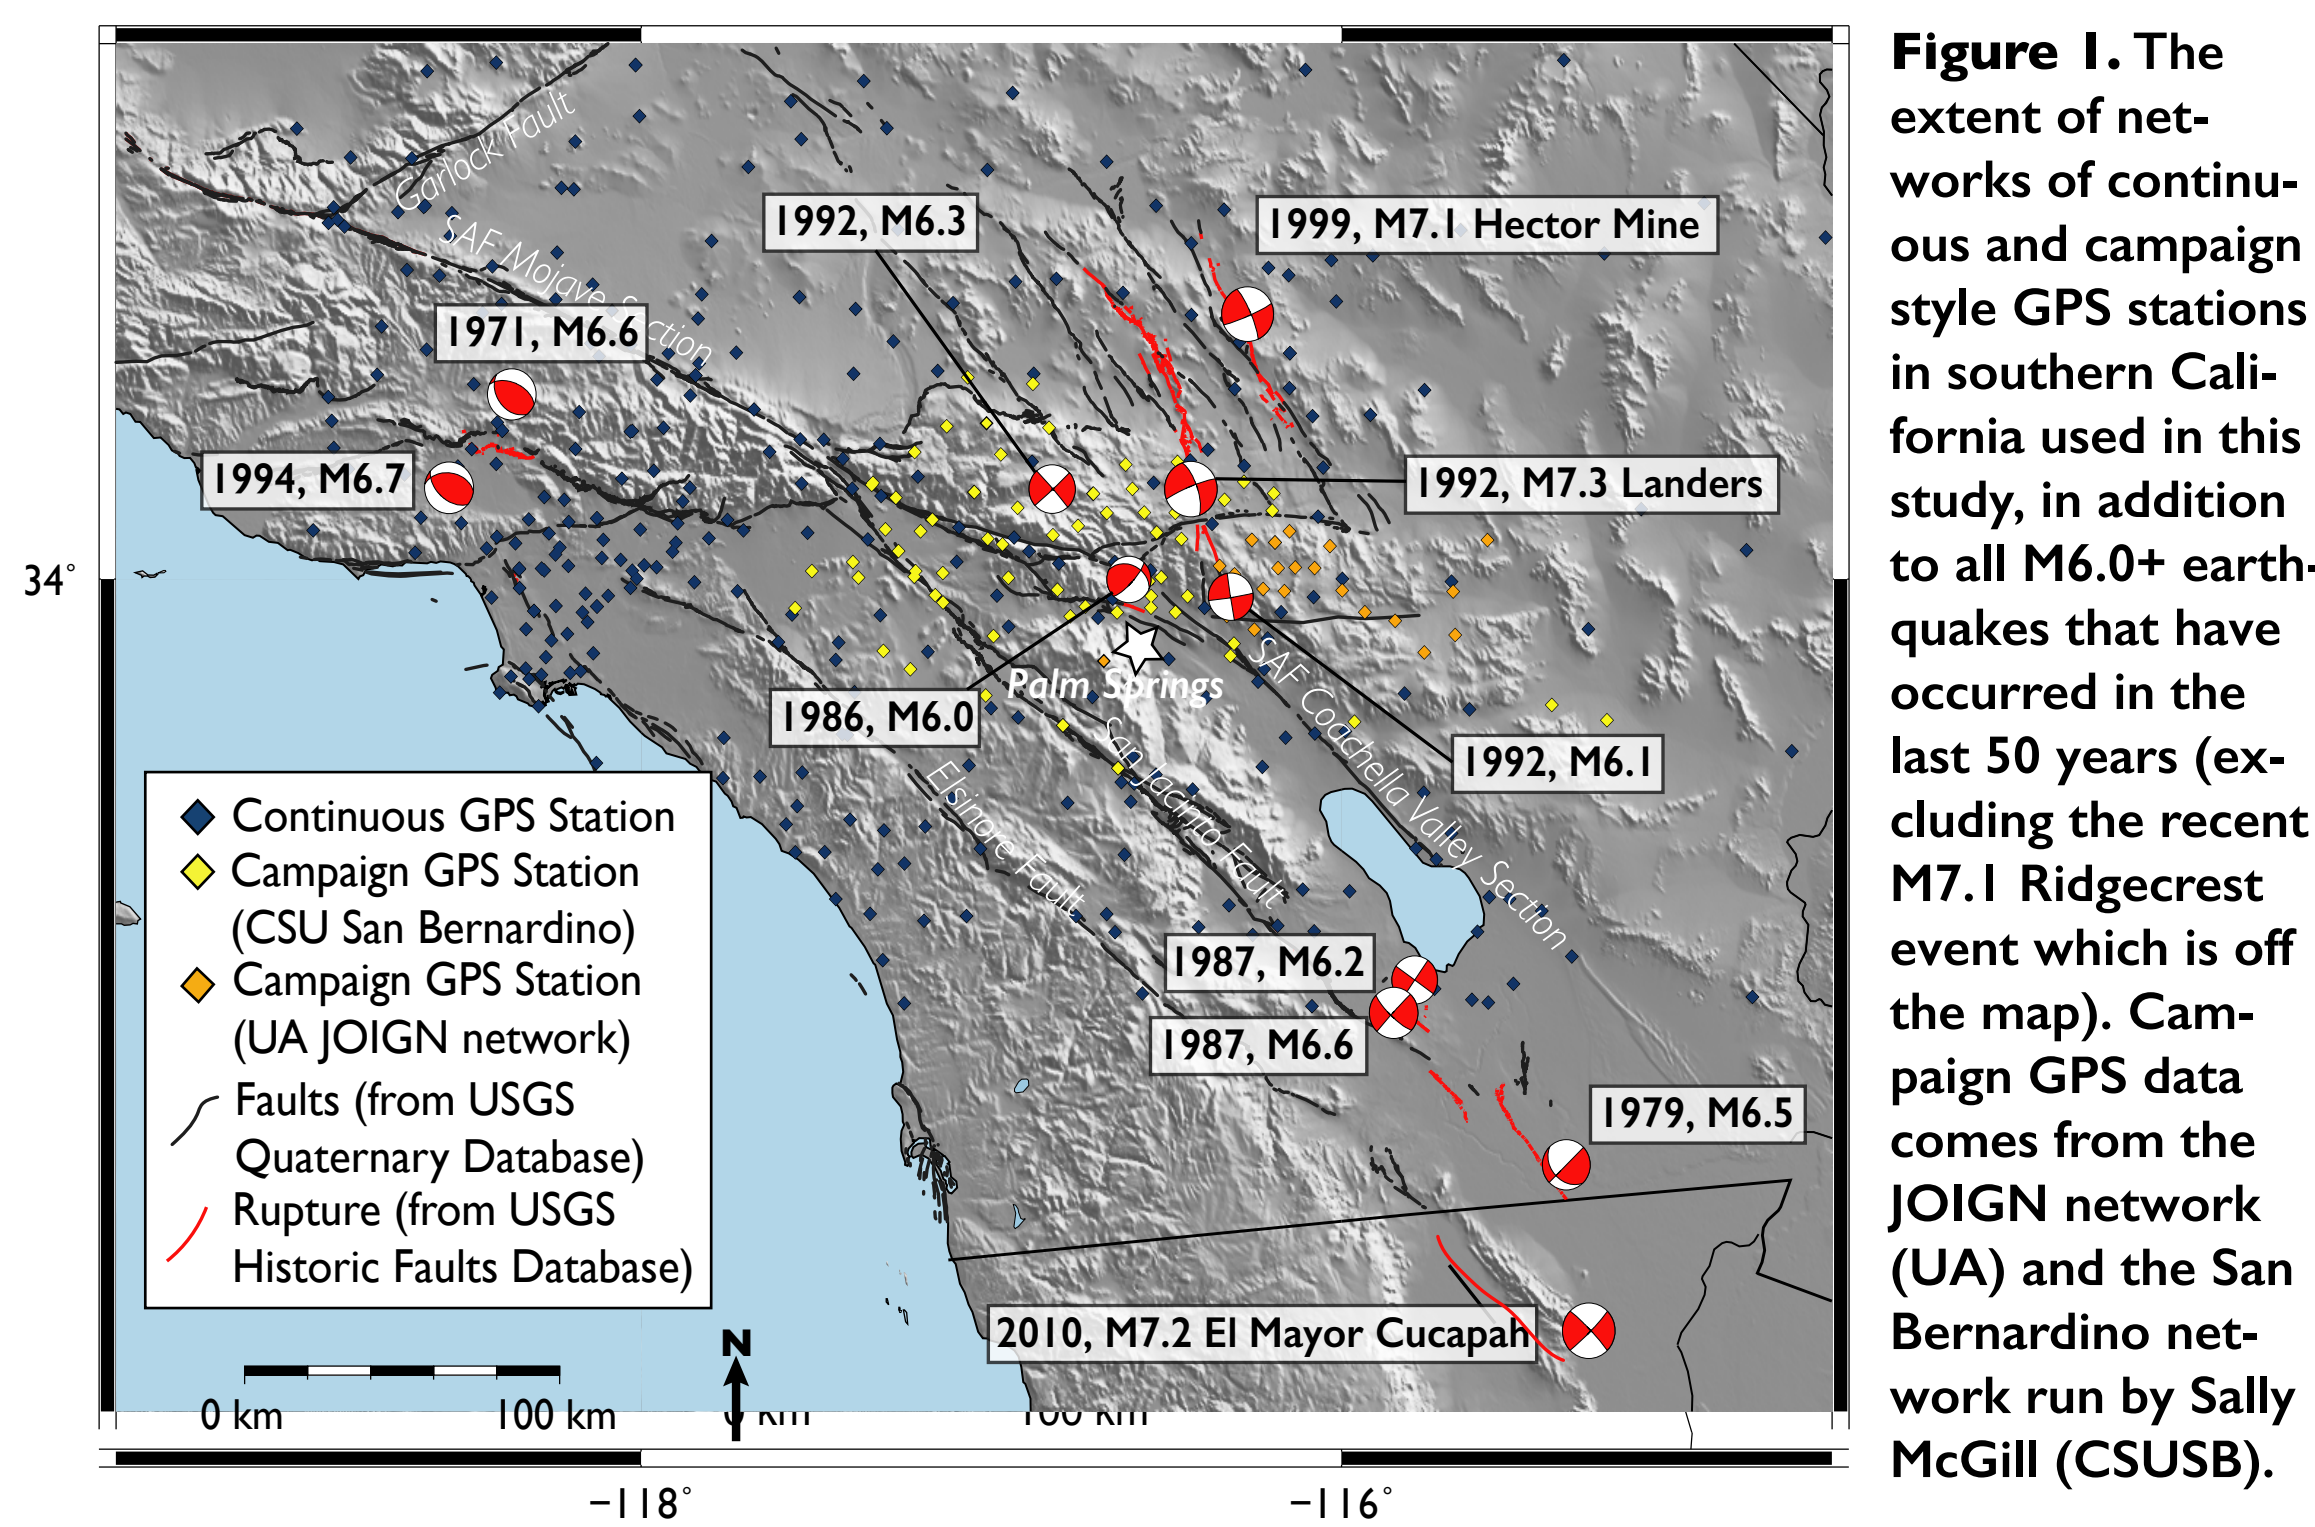 Garlock Fault
SAF Mojave Section
1992, M6.3
1999, M7.1 Hector Mine
1971, M6.6
1994, M6.7
1992, M7.3 Landers
34°
Palm Springs
SAF Coachella Valley Section
1986, M6.0
San Jacinto Fault
1992, M6.1
Elsinore Fault
1987, M6.2
1987, M6.6
1979, M6.5
2010, M7.2 El Mayor Cucapah
Continuous GPS Station
Campaign GPS Station
(CSU San Bernardino)
Campaign GPS Station
(UA JOIGN network)
Faults (from USGS
Quaternary Database)
Rupture (from USGS
Historic Faults Database)
N
0 km 100 km
0 km 100 km
−118° −116°
Figure 1. The
extent of net-
works of continu-
ous and campaign
style GPS stations
in southern Cali-
fornia used in this
study, in addition
to all M6.0+ earth-
quakes that have
occurred in the
last 50 years (ex-
cluding the recent
M7.1 Ridgecrest
event which is off
the map). Cam-
paign GPS data
comes from the
JOIGN network
(UA) and the San
Bernardino net-
work run by Sally
McGill (CSUSB).